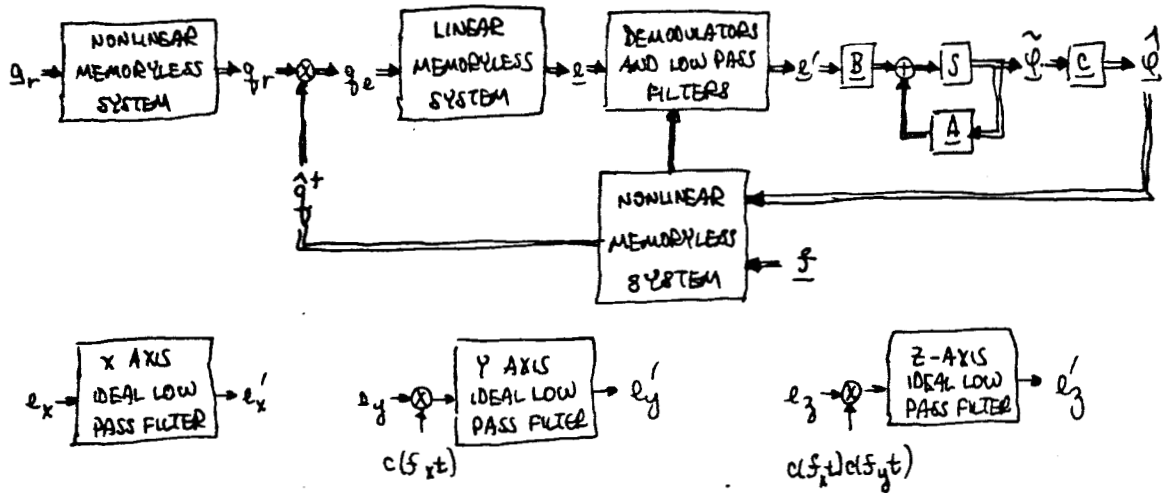 NONLINEAR
MEMORYLESS
SYSTEM
LINEAR
MEMORYLESS
SYSTEM
DEMODULATORS
AND LOW PASS
FILTERS
q_r
q_e
e
e'
B
S
C
A
NONLINEAR
MEMORYLESS
SYSTEM
f
X AXIS
IDEAL LOW
PASS FILTER
e_x
e_x'
Y AXIS
IDEAL LOW
PASS FILTER
e_y'
c(f_x t)
Z-AXIS
IDEAL LOW
PASS FILTER
e_z
e_z'
c(f_x t)c(f_y t)